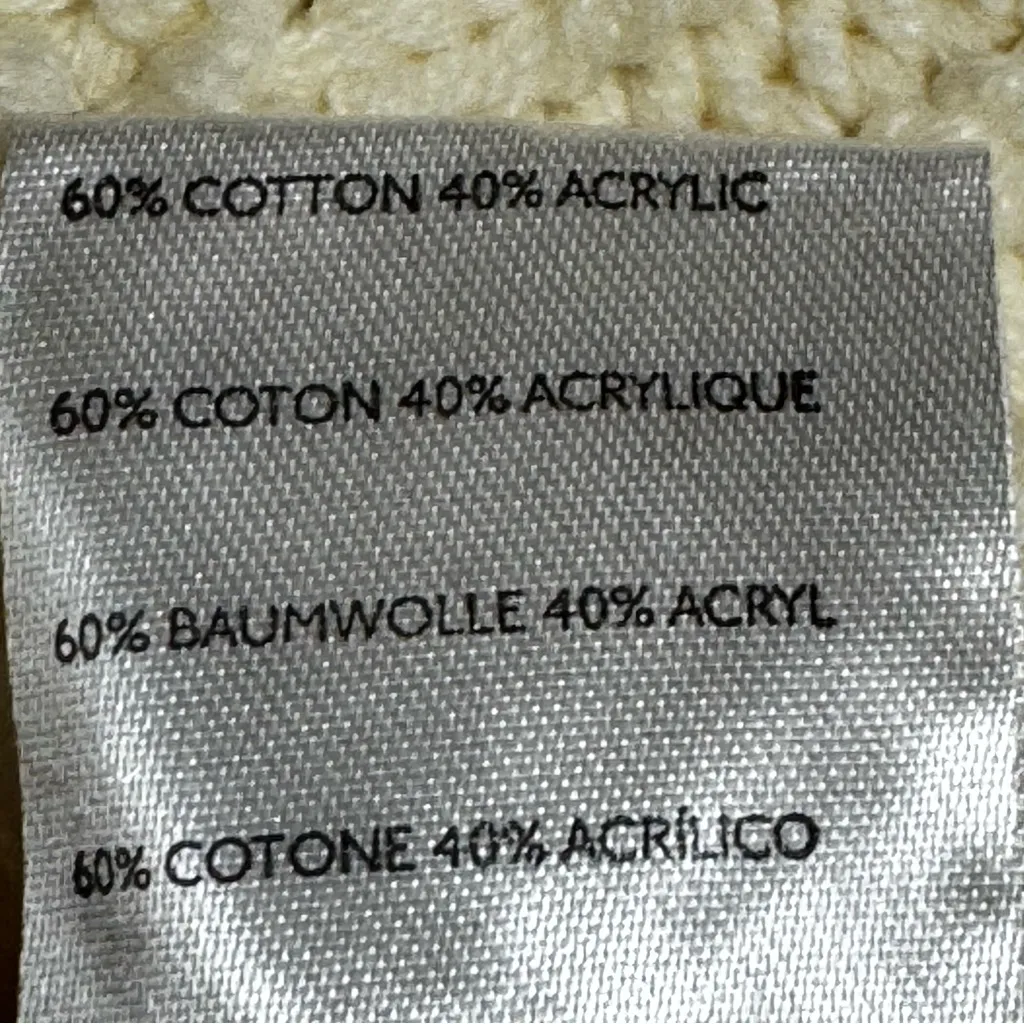 60% COTTON 40% ACRYLIC
60% COTON 40% ACRYLIQUE
60% BAUMWOLLE 40% ACRYL
60% COTONE 40% ACRÍLICO